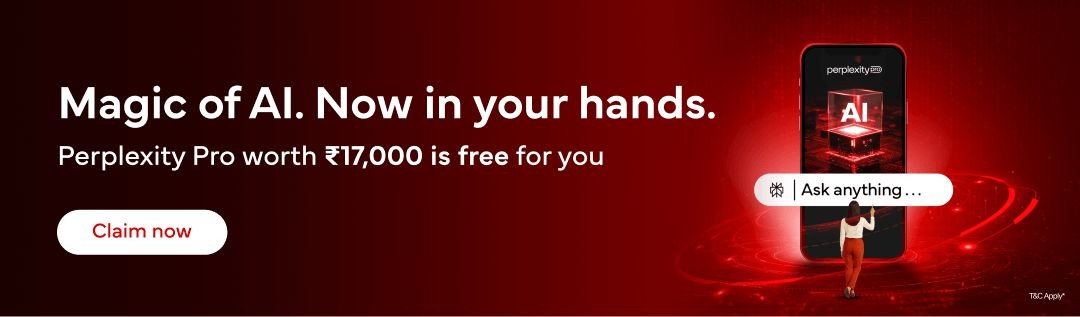 Magic of AI. Now in your hands.
Perplexity Pro worth ₹17,000 is free for you
Claim now
perplexity pro
AI
Ask anything...
T&C Apply*